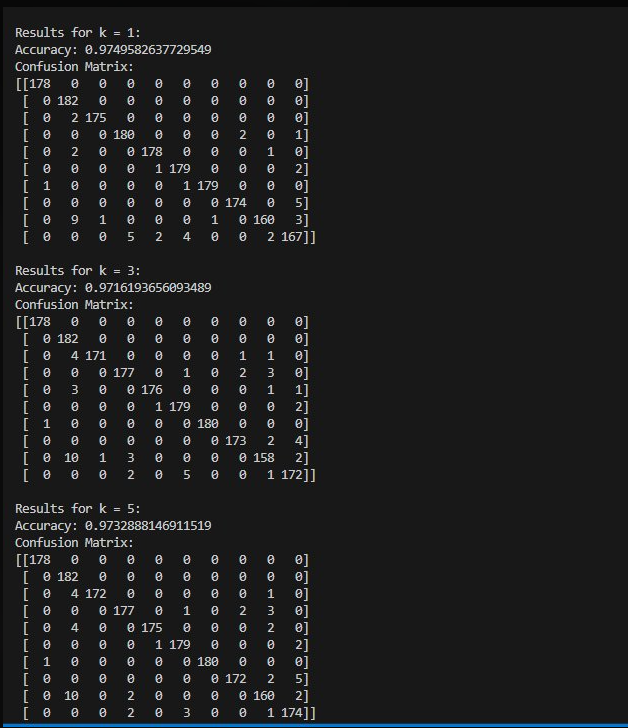 Results for k = 1:
Accuracy: 0.9749582637729549
Confusion Matrix:
[[178   0   0   0   0   0   0   0   0   0]
 [  0 182   0   0   0   0   0   0   0   0]
 [  0   2 175   0   0   0   0   0   0   0]
 [  0   0   0 180   0   0   0   2   0   1]
 [  0   2   0   0 178   0   0   0   1   0]
 [  0   0   0   0   1 179   0   0   0   2]
 [  1   0   0   0   0   1 179   0   0   0]
 [  0   0   0   0   0   0   0 174   0   5]
 [  0   9   1   0   0   0   1   0 160   3]
 [  0   0   0   5   2   4   0   0   2 167]]
Results for k = 3:
Accuracy: 0.9716193656093489
Confusion Matrix:
[[178   0   0   0   0   0   0   0   0   0]
 [  0 182   0   0   0   0   0   0   0   0]
 [  0   4 171   0   0   0   0   1   1   0]
 [  0   0   0 177   0   1   0   2   3   0]
 [  0   3   0   0 176   0   0   0   1   1]
 [  0   0   0   0   1 179   0   0   0   2]
 [  1   0   0   0   0   0 180   0   0   0]
 [  0   0   0   0   0   0   0 173   2   4]
 [  0  10   1   3   0   0   0   0 158   2]
 [  0   0   0   2   0   5   0   0   1 172]]
Results for k = 5:
Accuracy: 0.9732888146911519
Confusion Matrix:
[[178   0   0   0   0   0   0   0   0   0]
 [  0 182   0   0   0   0   0   0   0   0]
 [  0   4 172   0   0   0   0   0   1   0]
 [  0   0   0 177   0   1   0   2   3   0]
 [  0   4   0   0 175   0   0   0   2   0]
 [  0   0   0   0   1 179   0   0   0   2]
 [  1   0   0   0   0   0 180   0   0   0]
 [  0   0   0   0   0   0   0 172   2   5]
 [  0  10   0   2   0   0   0   0 160   2]
 [  0   0   0   2   0   3   0   0   1 174]]